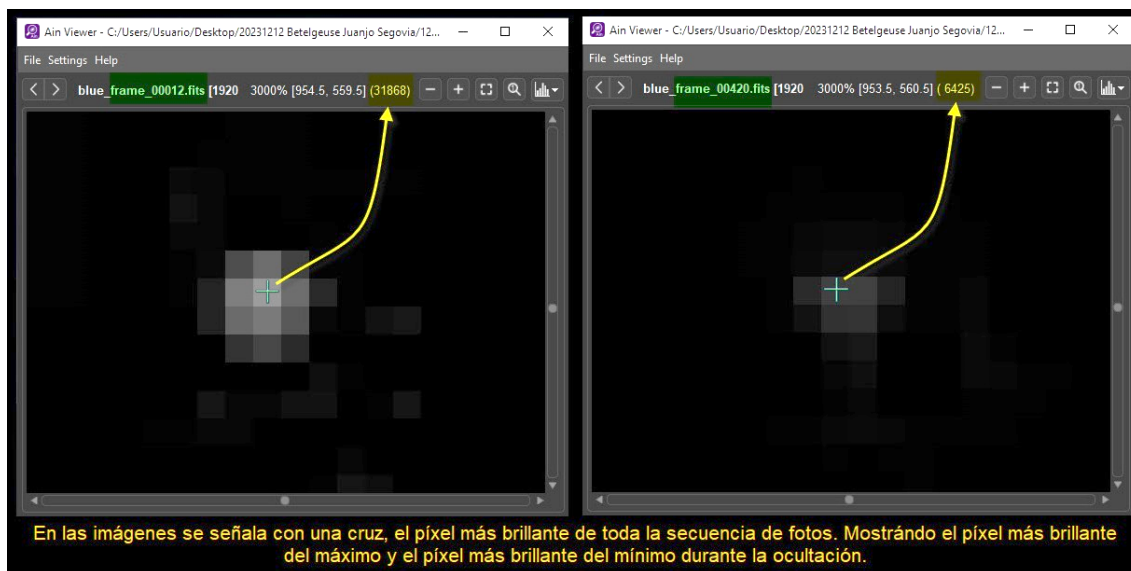 Ain Viewer - C:/Users/Usuario/Desktop/20231212 Betelgeuse Juanjo Segovia/12...
File Settings Help
blue_frame_00012.fits [1920 3000% [954.5, 559.5] (31868)
Ain Viewer - C:/Users/Usuario/Desktop/20231212 Betelgeuse Juanjo Segovia/12...
File Settings Help
blue_frame_00420.fits [1920 3000% [953.5, 560.5] ( 6425)
En las imágenes se señala con una cruz, el píxel más brillante de toda la secuencia de fotos. Mostrándo el píxel más brillante
del máximo y el píxel más brillante del mínimo durante la ocultación.